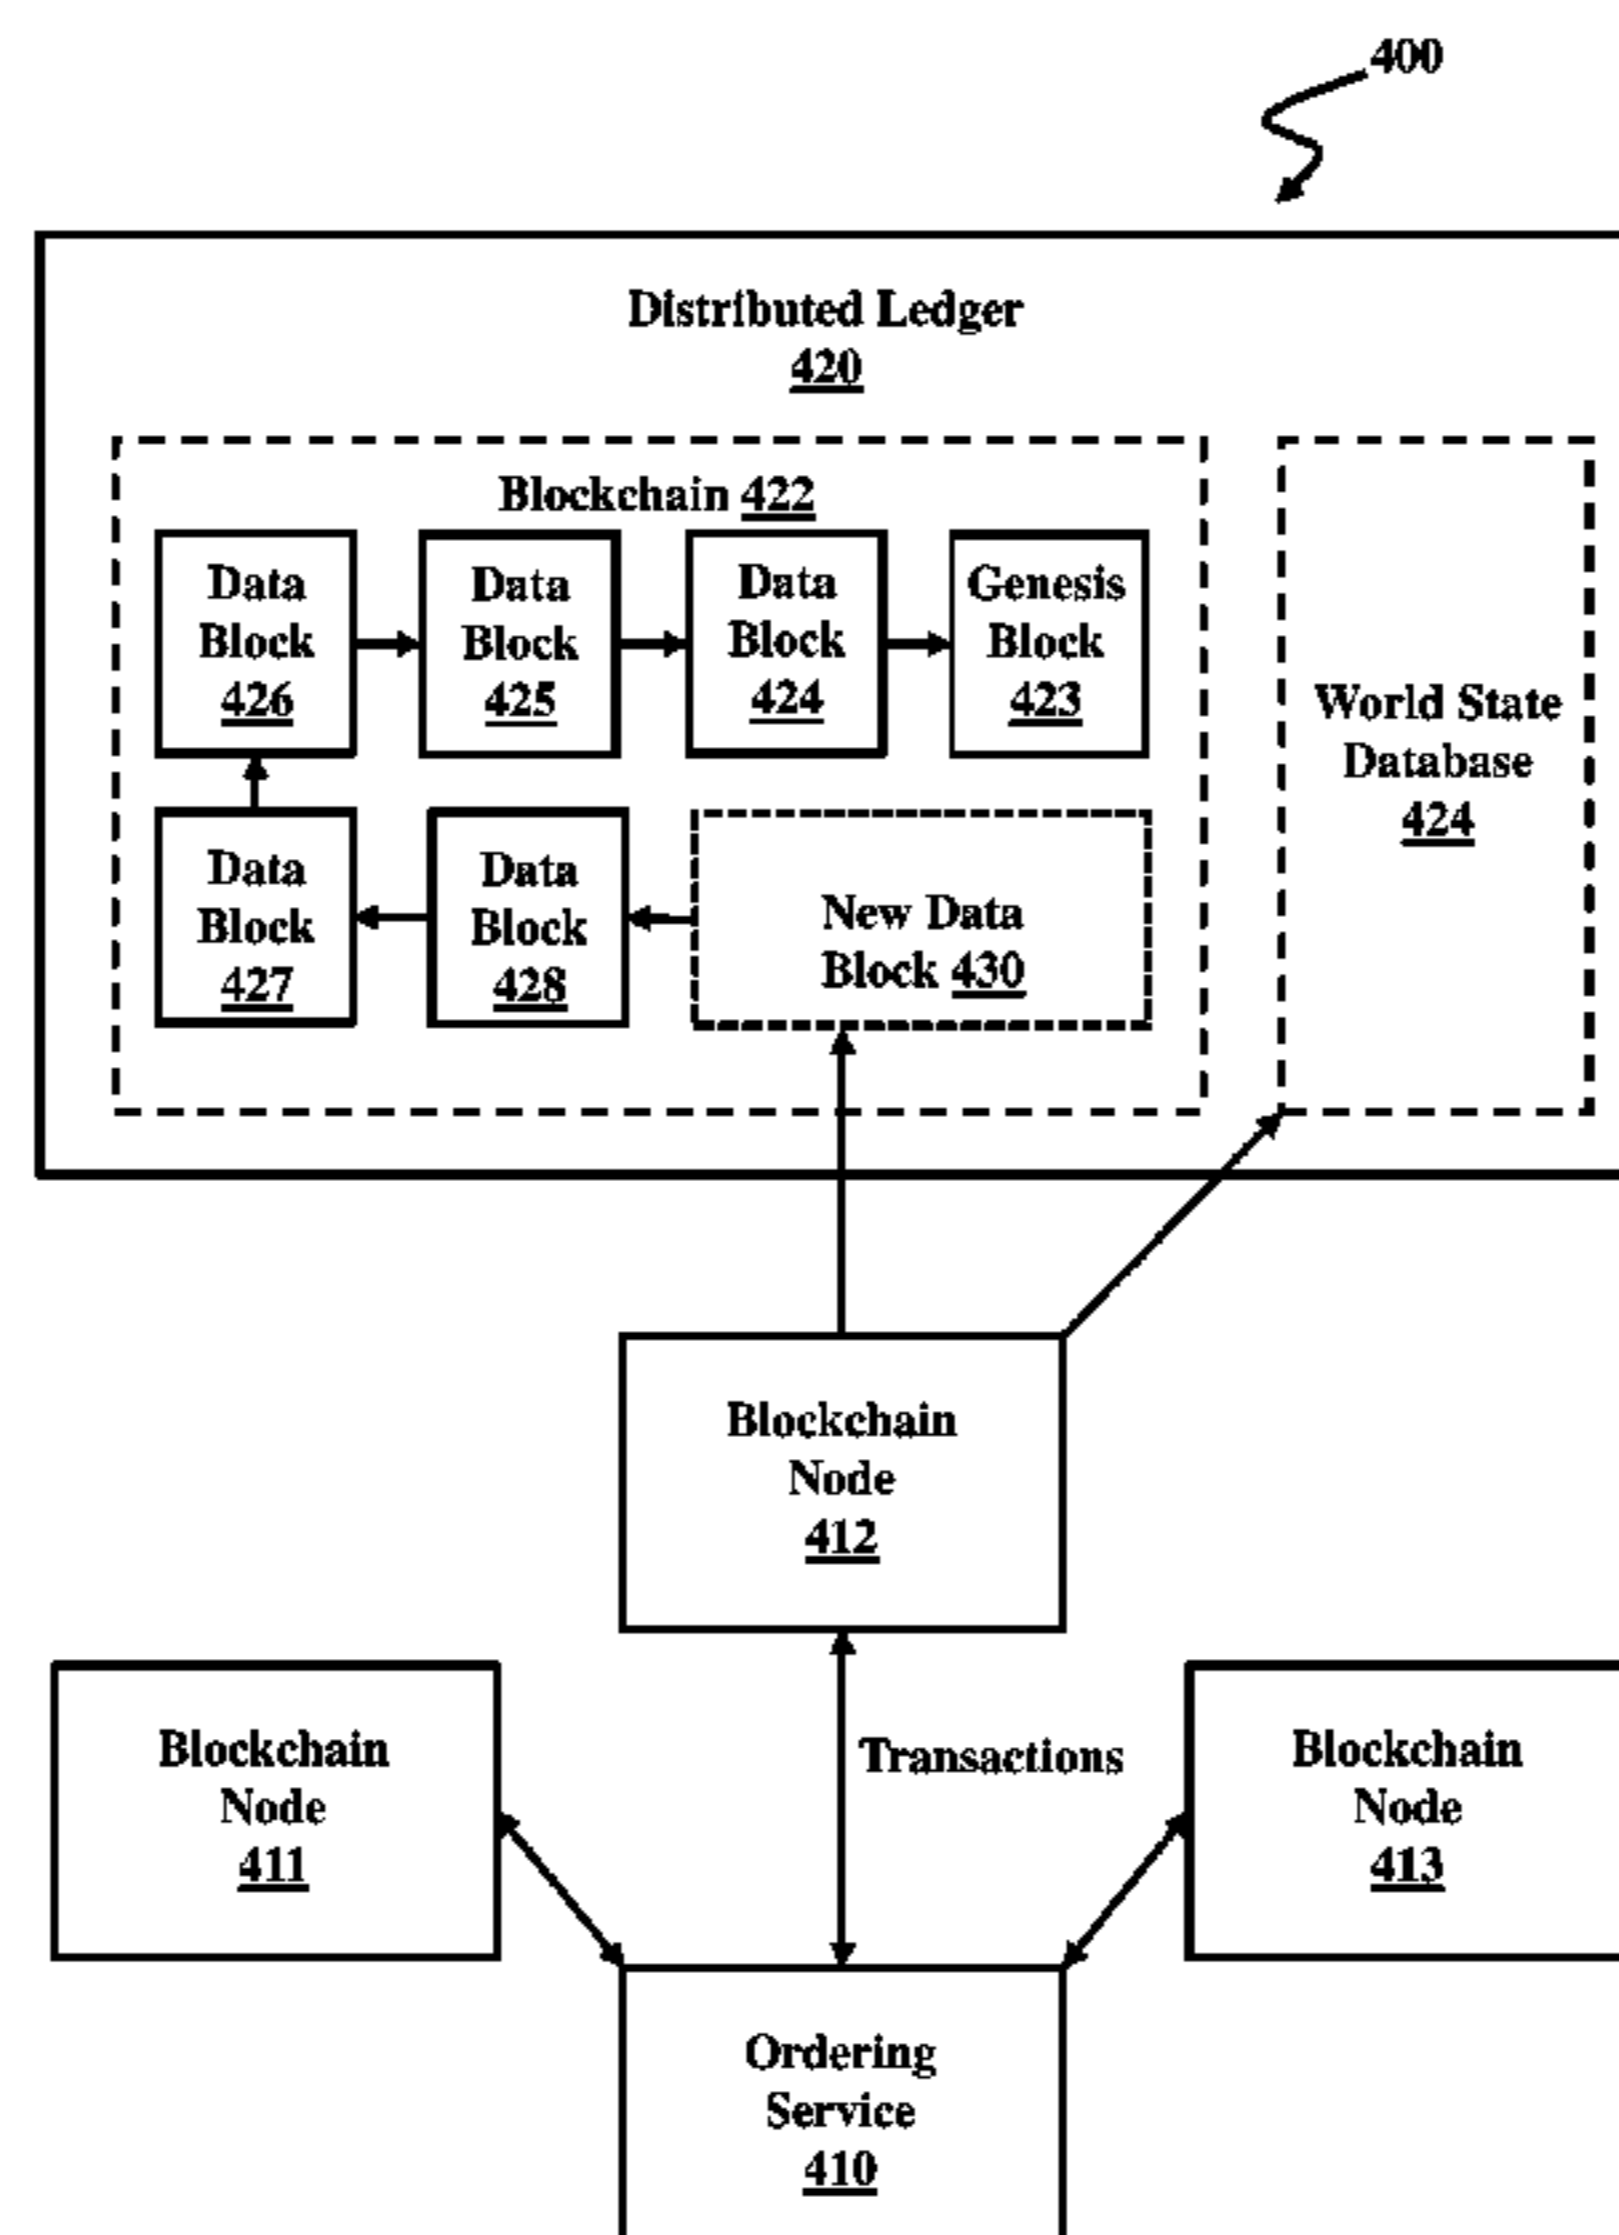 400
Distributed Ledger
420
Blockchain 422
Data
Block
426
Data
Block
425
Data
Block
424
Genesis
Block
423
World State
Database
424
Data
Block
427
Data
Block
428
New Data
Block 430
Blockchain
Node
412
Blockchain
Node
411
Transactions
Blockchain
Node
413
Ordering
Service
410